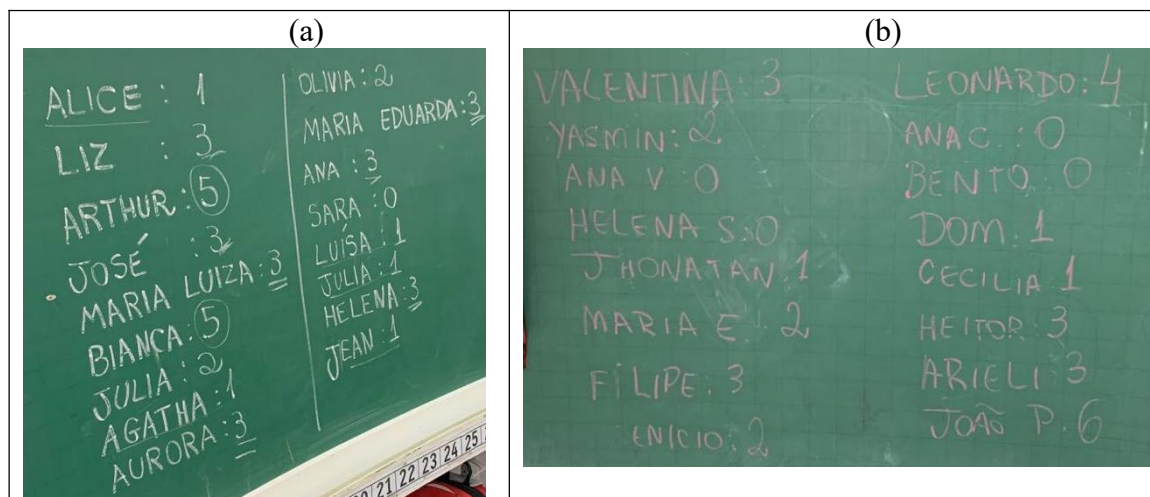 (a)
ALICE : 1
LIZ : 3
ARTHUR : 5
JOSÉ : 3
MARIA LUIZA : 3
BIANCA : 5
JULIA : 2
AGATHA : 1
AURORA : 3
OLIVIA : 2
MARIA EDUARDA : 3
ANA : 3
SARA : 0
LUÍSA : 1
JULIA : 1
HELENA : 3
JEAN : 1
21 22 23 24 25
(b)
VALENTINA : 3
YASMIN : 2
ANA V : 0
HELENA S : 0
JHONATAN : 1
MARIA E : 2
FILIPE : 3
ENÍCIO : 2
LEONARDO : 4
ANA C. : 0
BENTO : 0
DOM : 1
CECILIA : 1
HEITOR : 3
ARIELI : 3
JOÃO P. 6